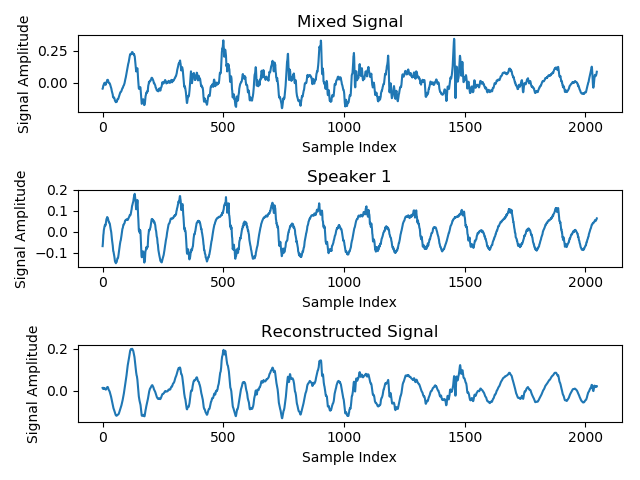 Mixed Signal
Signal Amplitude
0.25
0.00
0
500
1000
1500
2000
Sample Index
Speaker 1
Signal Amplitude
0.2
0.1
0.0
−0.1
0
500
1000
1500
2000
Sample Index
Reconstructed Signal
Signal Amplitude
0.2
0.0
0
500
1000
1500
2000
Sample Index